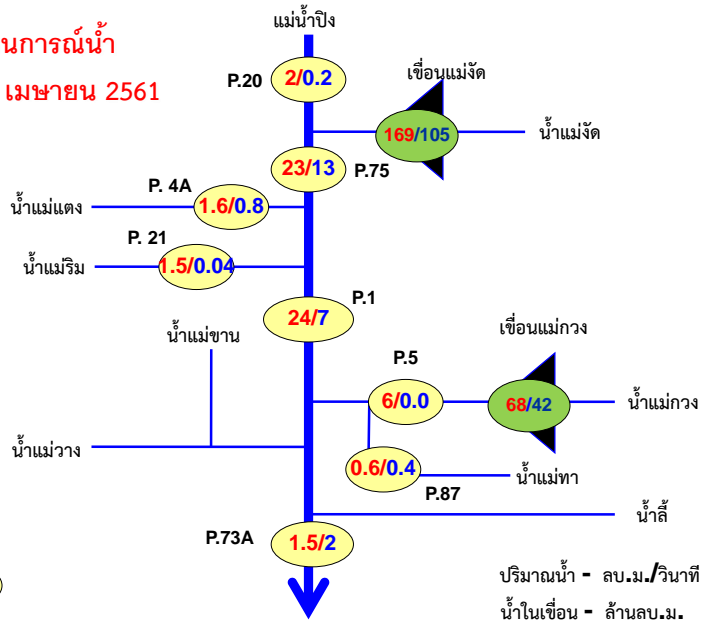 แม่น้ำปิง
นการณ์น้ำ
เมษายน 2561
P.20
2/0.2
เขื่อนแม่งัด
169/105
น้ำแม่งัด
23/13
P.75
P. 4A
น้ำแม่แตง
1.6/0.8
P. 21
น้ำแม่ริม
1.5/0.04
P.1
24/7
น้ำแม่ขาน
เขื่อนแม่กวง
P.5
6/0.0
68/42
น้ำแม่กวง
น้ำแม่วาง
0.6/0.4
น้ำแม่ทา
P.87
น้ำลี้
P.73A
1.5/2
ปริมาณน้ำ - ลบ.ม./วินาที
น้ำในเขื่อน - ล้านลบ.ม.